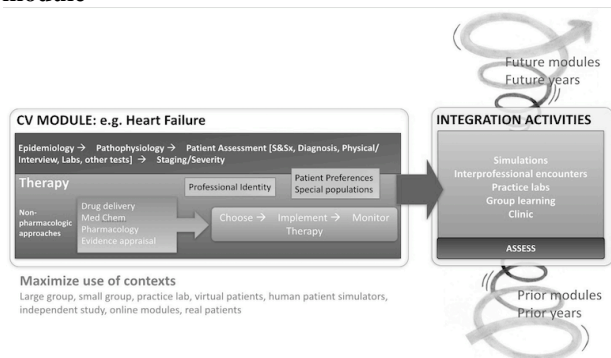 module
Future modules
Future years
CV MODULE: e.g. Heart Failure
Epidemiology → Pathophysiology → Patient Assessment [S&Sx, Diagnosis, Physical/
Interview, Labs, other tests] → Staging/Severity
Therapy
Professional Identity
Patient Preferences
Special populations
Non-
pharmacologic
approaches
Drug delivery
Med Chem
Pharmacology
Evidence appraisal
Choose → Implement → Monitor
Therapy
INTEGRATION ACTIVITIES
Simulations
Interprofessional encounters
Practice labs
Group learning
Clinic
ASSESS
Maximize use of contexts
Large group, small group, practice lab, virtual patients, human patient simulators,
independent study, online modules, real patients
Prior modules
Prior years